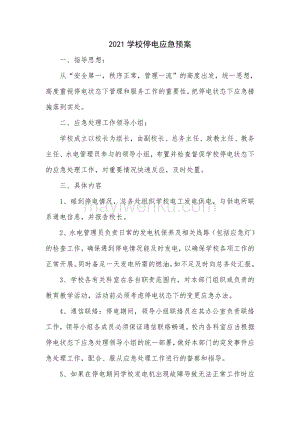 2021学校停电应急预案
一、指导思想：
从“安全第一，秩序正常，管理一流”的高度出发，统一思想，
高度重视停电状态下管理和服务工作的重要性。把停电状态下应急措
施落到实处。
二、应急处理工作领导小组：
学校成立以校长为组长，由副校长、总务主任、政教主任、教务
主任、水电管理员参与的领导小组，布置并检查督促学校停电状态下
的应急处理工作，对重要情况快速反应，及时处置。
三、具体内容
1、碰到停电情况，总务处组织学校电工发电供电，与供电所联
系通电信息，并报告校长。
2、水电管理员负责日常的发电机保养及相关线路（包括应急灯）
的检查工作，确保遇到停电情况能及时发电，以确保学校各项工作的
正常开展。同时备足一天发电所需的燃油，如不足及时向总务处汇报。
3、学校各有关科室在各自职责范围内，对本部门组织或负责的
教育教学活动，活动前必须考虑停电状态下的变更应急办法。
4、通信联络：停电期间，领导小组联络员在其办公室负责联络
工作，领导小组各成员必须保证通信联络畅通。校内各科室应当根据
停电状态下应急处理领导小组的统一部署，做好本部门的突发事件应
急处理工作，配合、服从应急处理工作进行的督察和指导。
5、如果在停电期间学校发电机出现故障导致无法正常工作时应